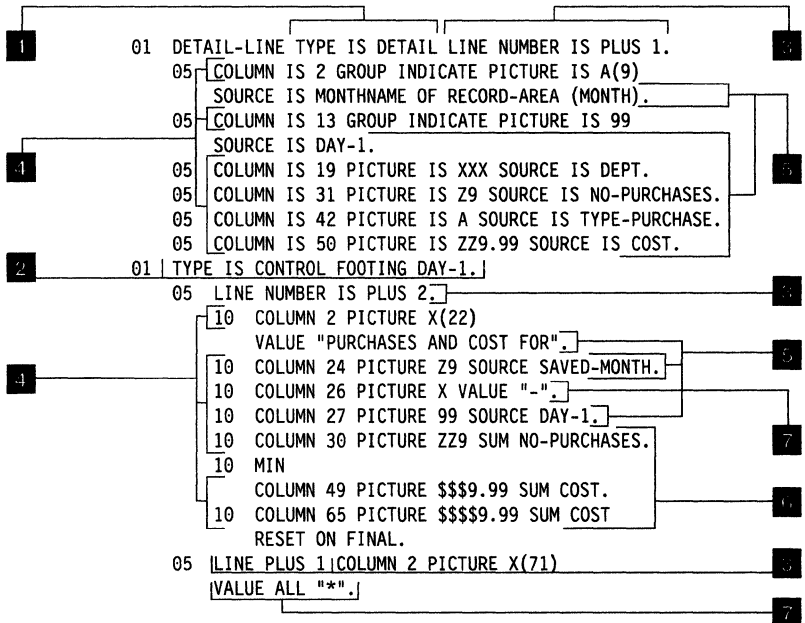 1 01 DETAIL-LINE TYPE IS DETAIL LINE NUMBER IS PLUS 1. 3
05 COLUMN IS 2 GROUP INDICATE PICTURE IS A(9)
SOURCE IS MONTHNAME OF RECORD-AREA (MONTH).
05 COLUMN IS 13 GROUP INDICATE PICTURE IS 99
SOURCE IS DAY-1.
4 05 COLUMN IS 19 PICTURE IS XXX SOURCE IS DEPT. 5
05 COLUMN IS 31 PICTURE IS Z9 SOURCE IS NO-PURCHASES.
05 COLUMN IS 42 PICTURE IS A SOURCE IS TYPE-PURCHASE.
05 COLUMN IS 50 PICTURE IS ZZ9.99 SOURCE IS COST.
2 01 TYPE IS CONTROL FOOTING DAY-1.
05 LINE NUMBER IS PLUS 2. 3
10 COLUMN 2 PICTURE X(22)
VALUE "PURCHASES AND COST FOR". 5
4 10 COLUMN 24 PICTURE Z9 SOURCE SAVED-MONTH.
10 COLUMN 26 PICTURE X VALUE "-".
10 COLUMN 27 PICTURE 99 SOURCE DAY-1.
10 COLUMN 30 PICTURE ZZ9 SUM NO-PURCHASES. 7
10 MIN
COLUMN 49 PICTURE $$$9.99 SUM COST. 6
10 COLUMN 65 PICTURE $$$$9.99 SUM COST
RESET ON FINAL.
05 LINE PLUS 1 COLUMN 2 PICTURE X(71) 3
VALUE ALL "*".
7